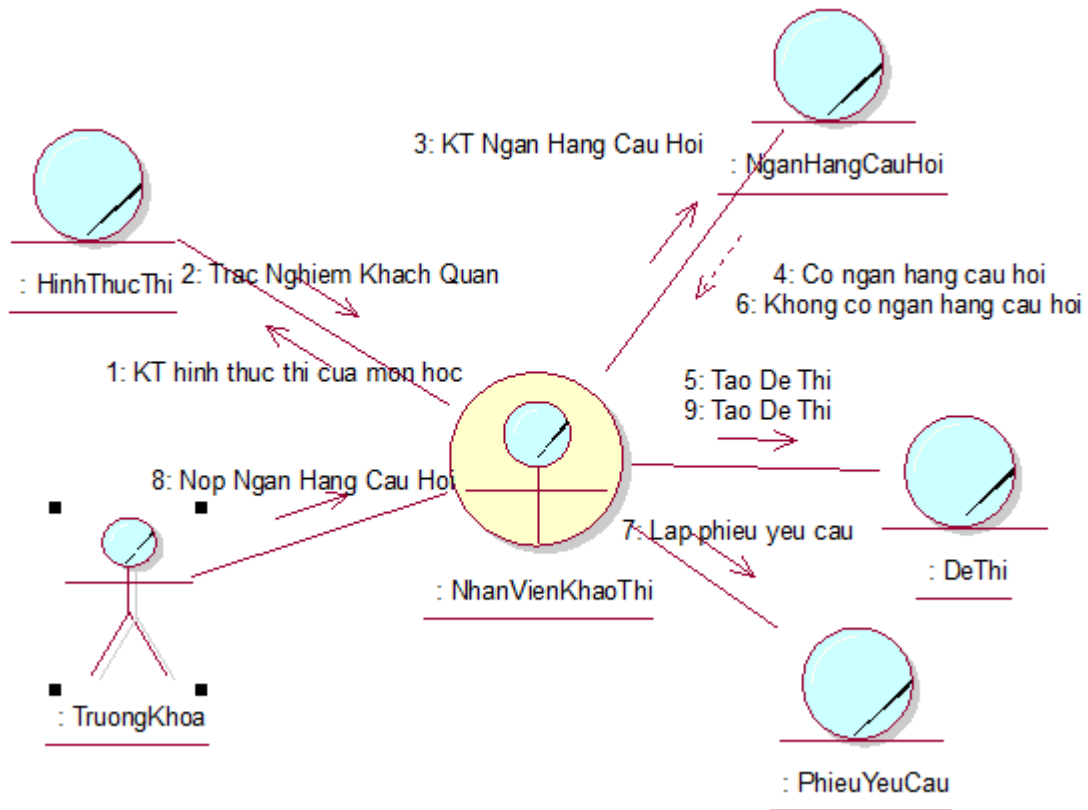 3: KT Ngan Hang Cau Hoi
: NganHangCauHoi
: HinhThucThi
2: Trac Nghiem Khach Quan
4: Co ngan hang cau hoi
6: Khong co ngan hang cau hoi
1: KT hinh thuc thi cua mon hoc
5: Tao De Thi
9: Tao De Thi
8: Nop Ngan Hang Cau Hoi
7: Lap phieu yeu cau
: DeThi
: NhanVienKhaoThi
: TruongKhoa
: PhieuYeuCau